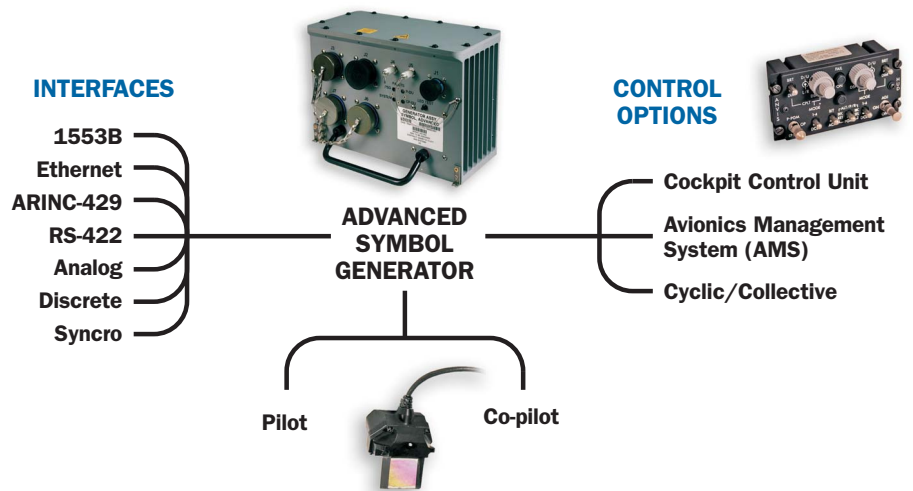 INTERFACES
1553B
Ethernet
ARINC-429
RS-422
Analog
Discrete
Syncro
ADVANCED
SYMBOL
GENERATOR
CONTROL
OPTIONS
Cockpit Control Unit
Avionics Management
System (AMS)
Cyclic/Collective
Pilot
Co-pilot